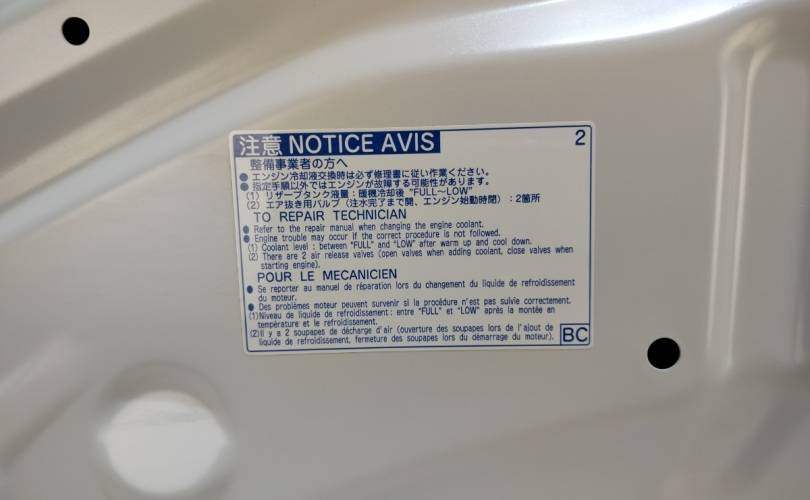 注意 NOTICE AVIS 2
整備事業者の方へ
● エンジン冷却液交換時は必ず修理書に従い作業ください。
● 指定手順以外ではエンジンが故障する可能性があります。
(1) リザーブタンク液量：暖機冷却後 "FULL～LOW"
(2) エア抜き用バルブ（注水完了まで開、エンジン始動時閉）：2箇所
TO REPAIR TECHNICIAN
● Refer to the repair manual when changing the engine coolant.
● Engine trouble may occur if the correct procedure is not followed.
(1) Coolant level : between "FULL" and "LOW" after warm up and cool down.
(2) There are 2 air release valves (open valves when adding coolant, close valves when
starting engine).
POUR LE MECANICIEN
● Se reporter au manuel de réparation lors du changement du liquide de refroidissement
du moteur.
● Des problèmes moteur peuvent survenir si la procédure n'est pas suivie correctement.
(1)Niveau de liquide de refroidissement : entre "FULL" et "LOW" après la montée en
température et le refroidissement.
(2)Il y a 2 soupapes de décharge d'air (ouverture des soupapes lors de l'ajout de
liquide de refroidissement, fermeture des soupapes lors du démarrage du moteur).
BC